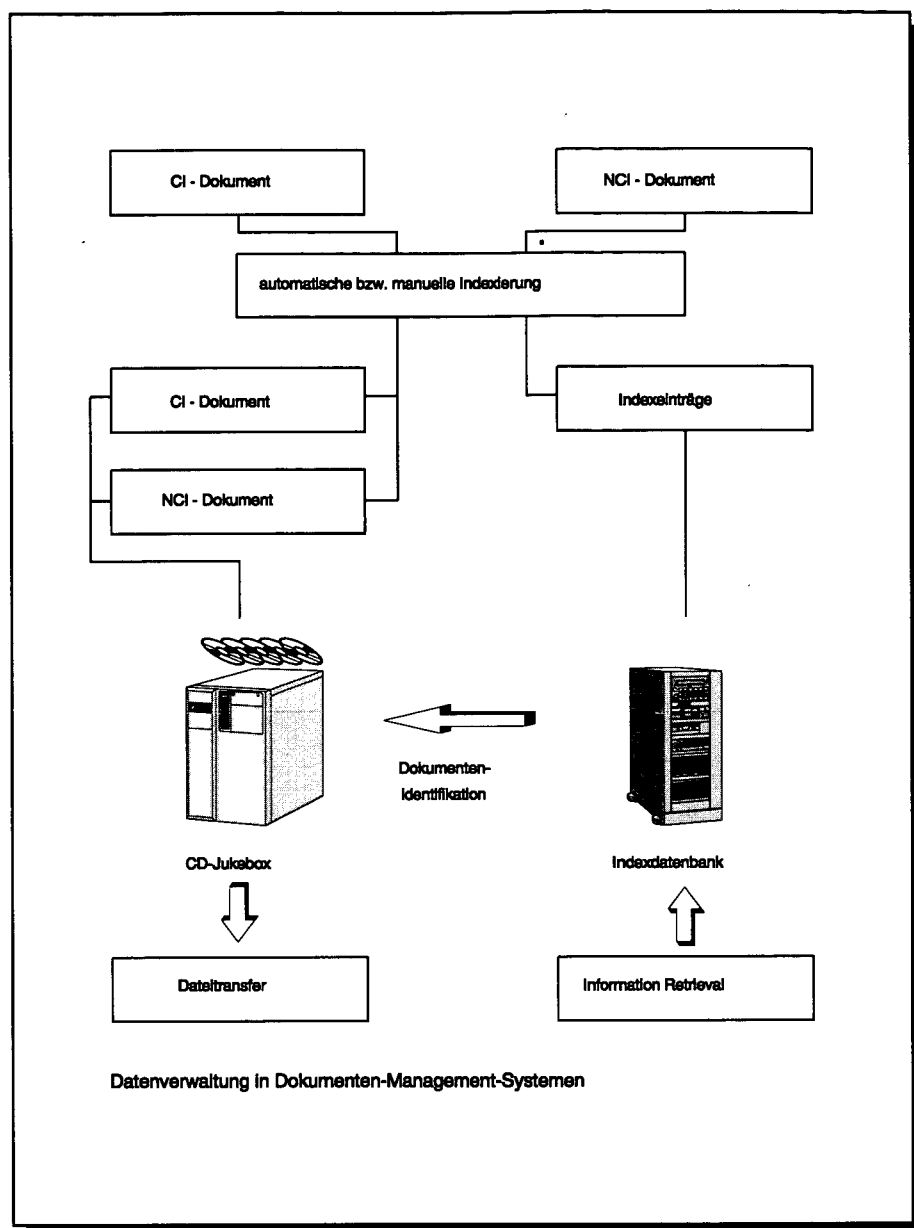 CI - Dokument
NCI - Dokument
automatische bzw. manuelle Indexierung
CI - Dokument
Indexeinträge
NCI - Dokument
Dokumenten-
identifikation
CD-Jukebox
Indexdatenbank
Dateitransfer
Information Retrieval
Datenverwaltung in Dokumenten-Management-Systemen